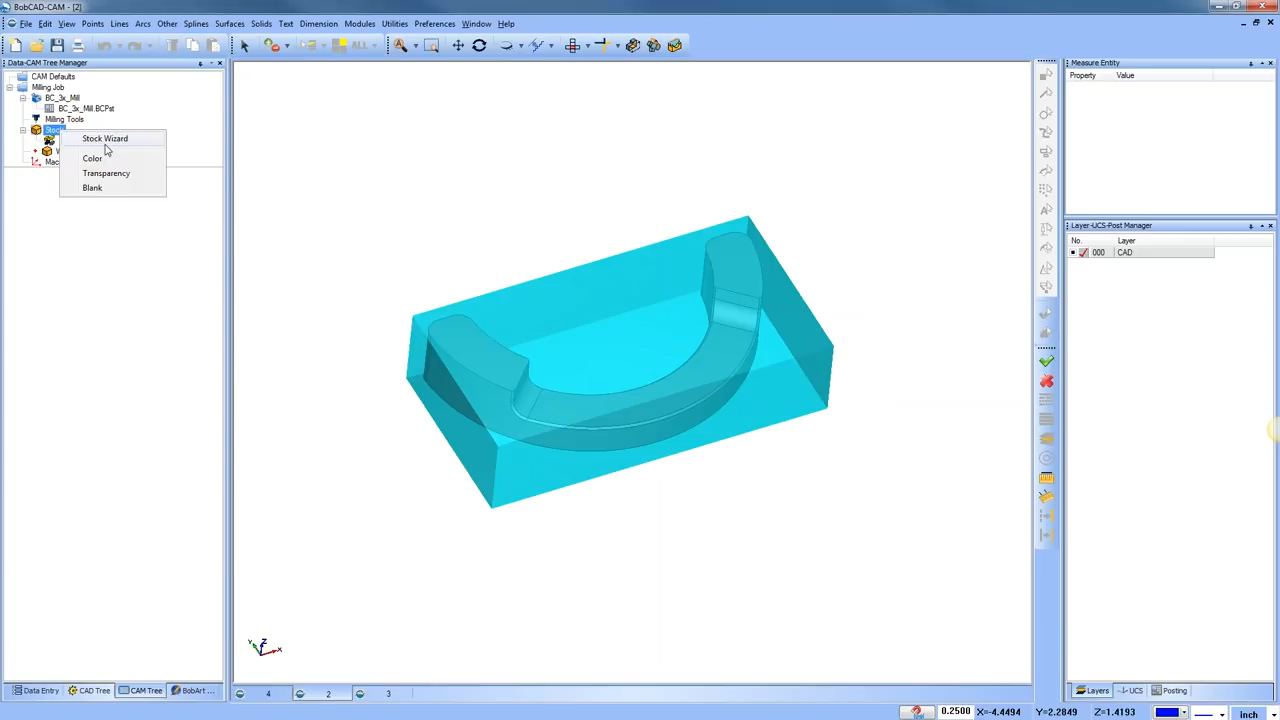 BobCAD-CAM - [2]
File Edit View Points Lines Arcs Other Splines Surfaces Solids Text Dimension Modules Utilities Preferences Window Help
ALL
Data-CAM Tree Manager
CAM Defaults
Milling Job
BC_3x_Mill
BC_3x_Mill.BCPst
Milling Tools
Stock
Stock Wizard
Color
Transparency
Blank
Mac
Measure Entity
Property Value
Layer-UCS-Post Manager
No. Layer
000 CAD
Y Z X
Data Entry CAD Tree CAM Tree BobArt ...
4 2 3
Layers UCS Posting
0.2500 X=-4.4494 Y=2.2849 Z=1.4193 inch